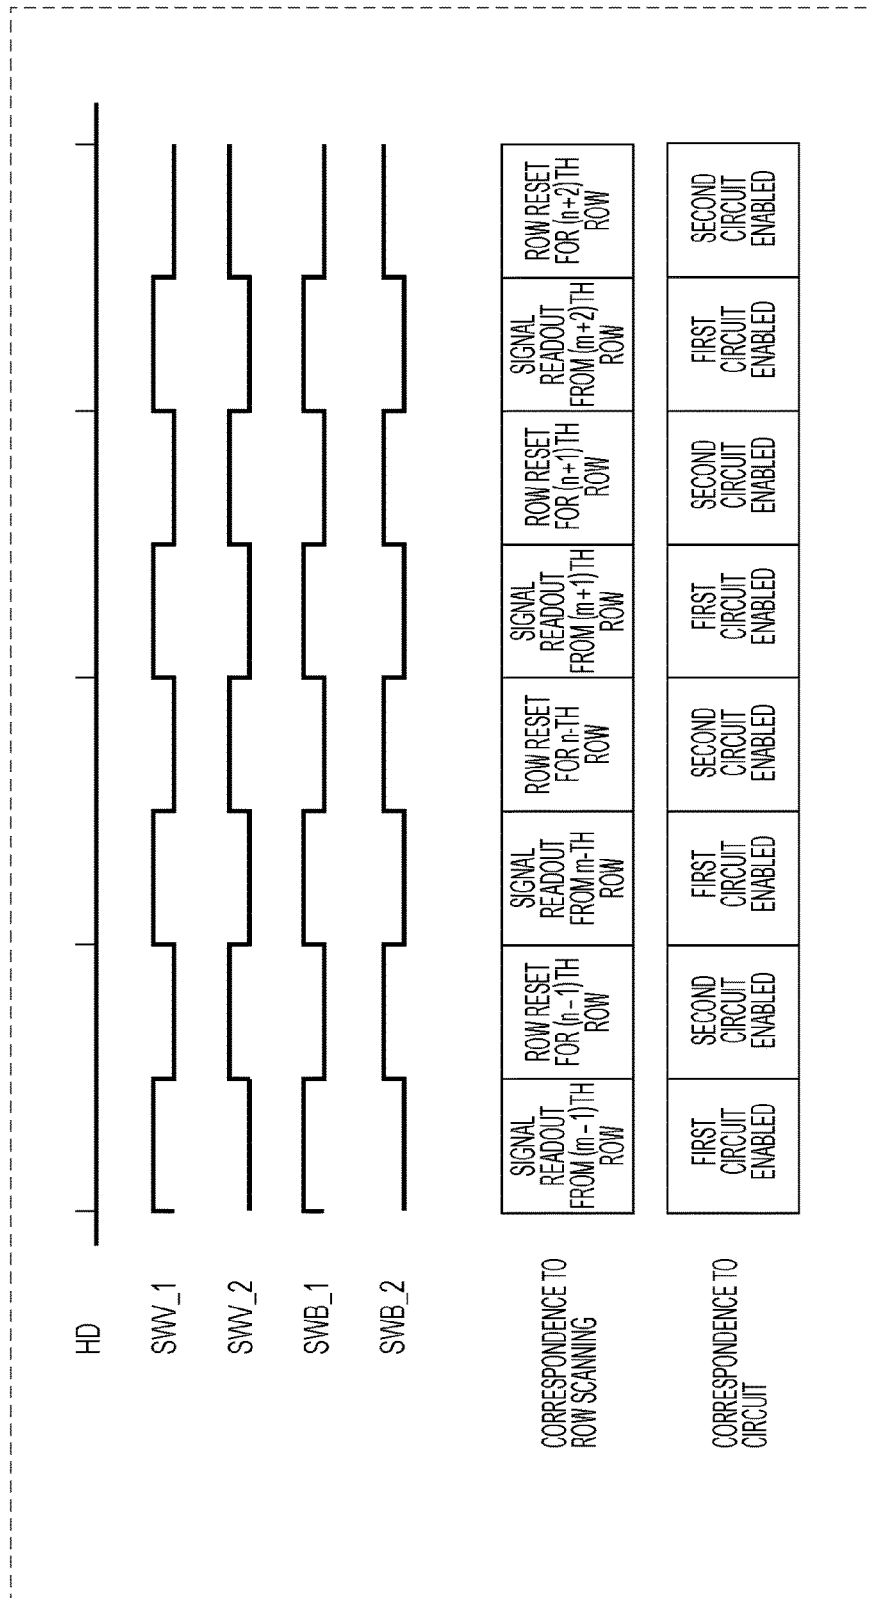 HD
SWV_1
SWV_2
SWB_1
SWB_2
CORRESPONDENCE TO
ROW SCANNING
SIGNAL
READOUT
FROM (m – 1)TH
ROW
ROW RESET
FOR (n – 1)TH
ROW
SIGNAL
READOUT
FROM m-TH
ROW
ROW RESET
FOR n-TH
ROW
SIGNAL
READOUT
FROM (m + 1)TH
ROW
ROW RESET
FOR (n+1)TH
ROW
SIGNAL
READOUT
FROM (m + 2)TH
ROW
ROW RESET
FOR (n+2)TH
ROW
CORRESPONDENCE TO
CIRCUIT
FIRST
CIRCUIT
ENABLED
SECOND
CIRCUIT
ENABLED
FIRST
CIRCUIT
ENABLED
SECOND
CIRCUIT
ENABLED
FIRST
CIRCUIT
ENABLED
SECOND
CIRCUIT
ENABLED
FIRST
CIRCUIT
ENABLED
SECOND
CIRCUIT
ENABLED